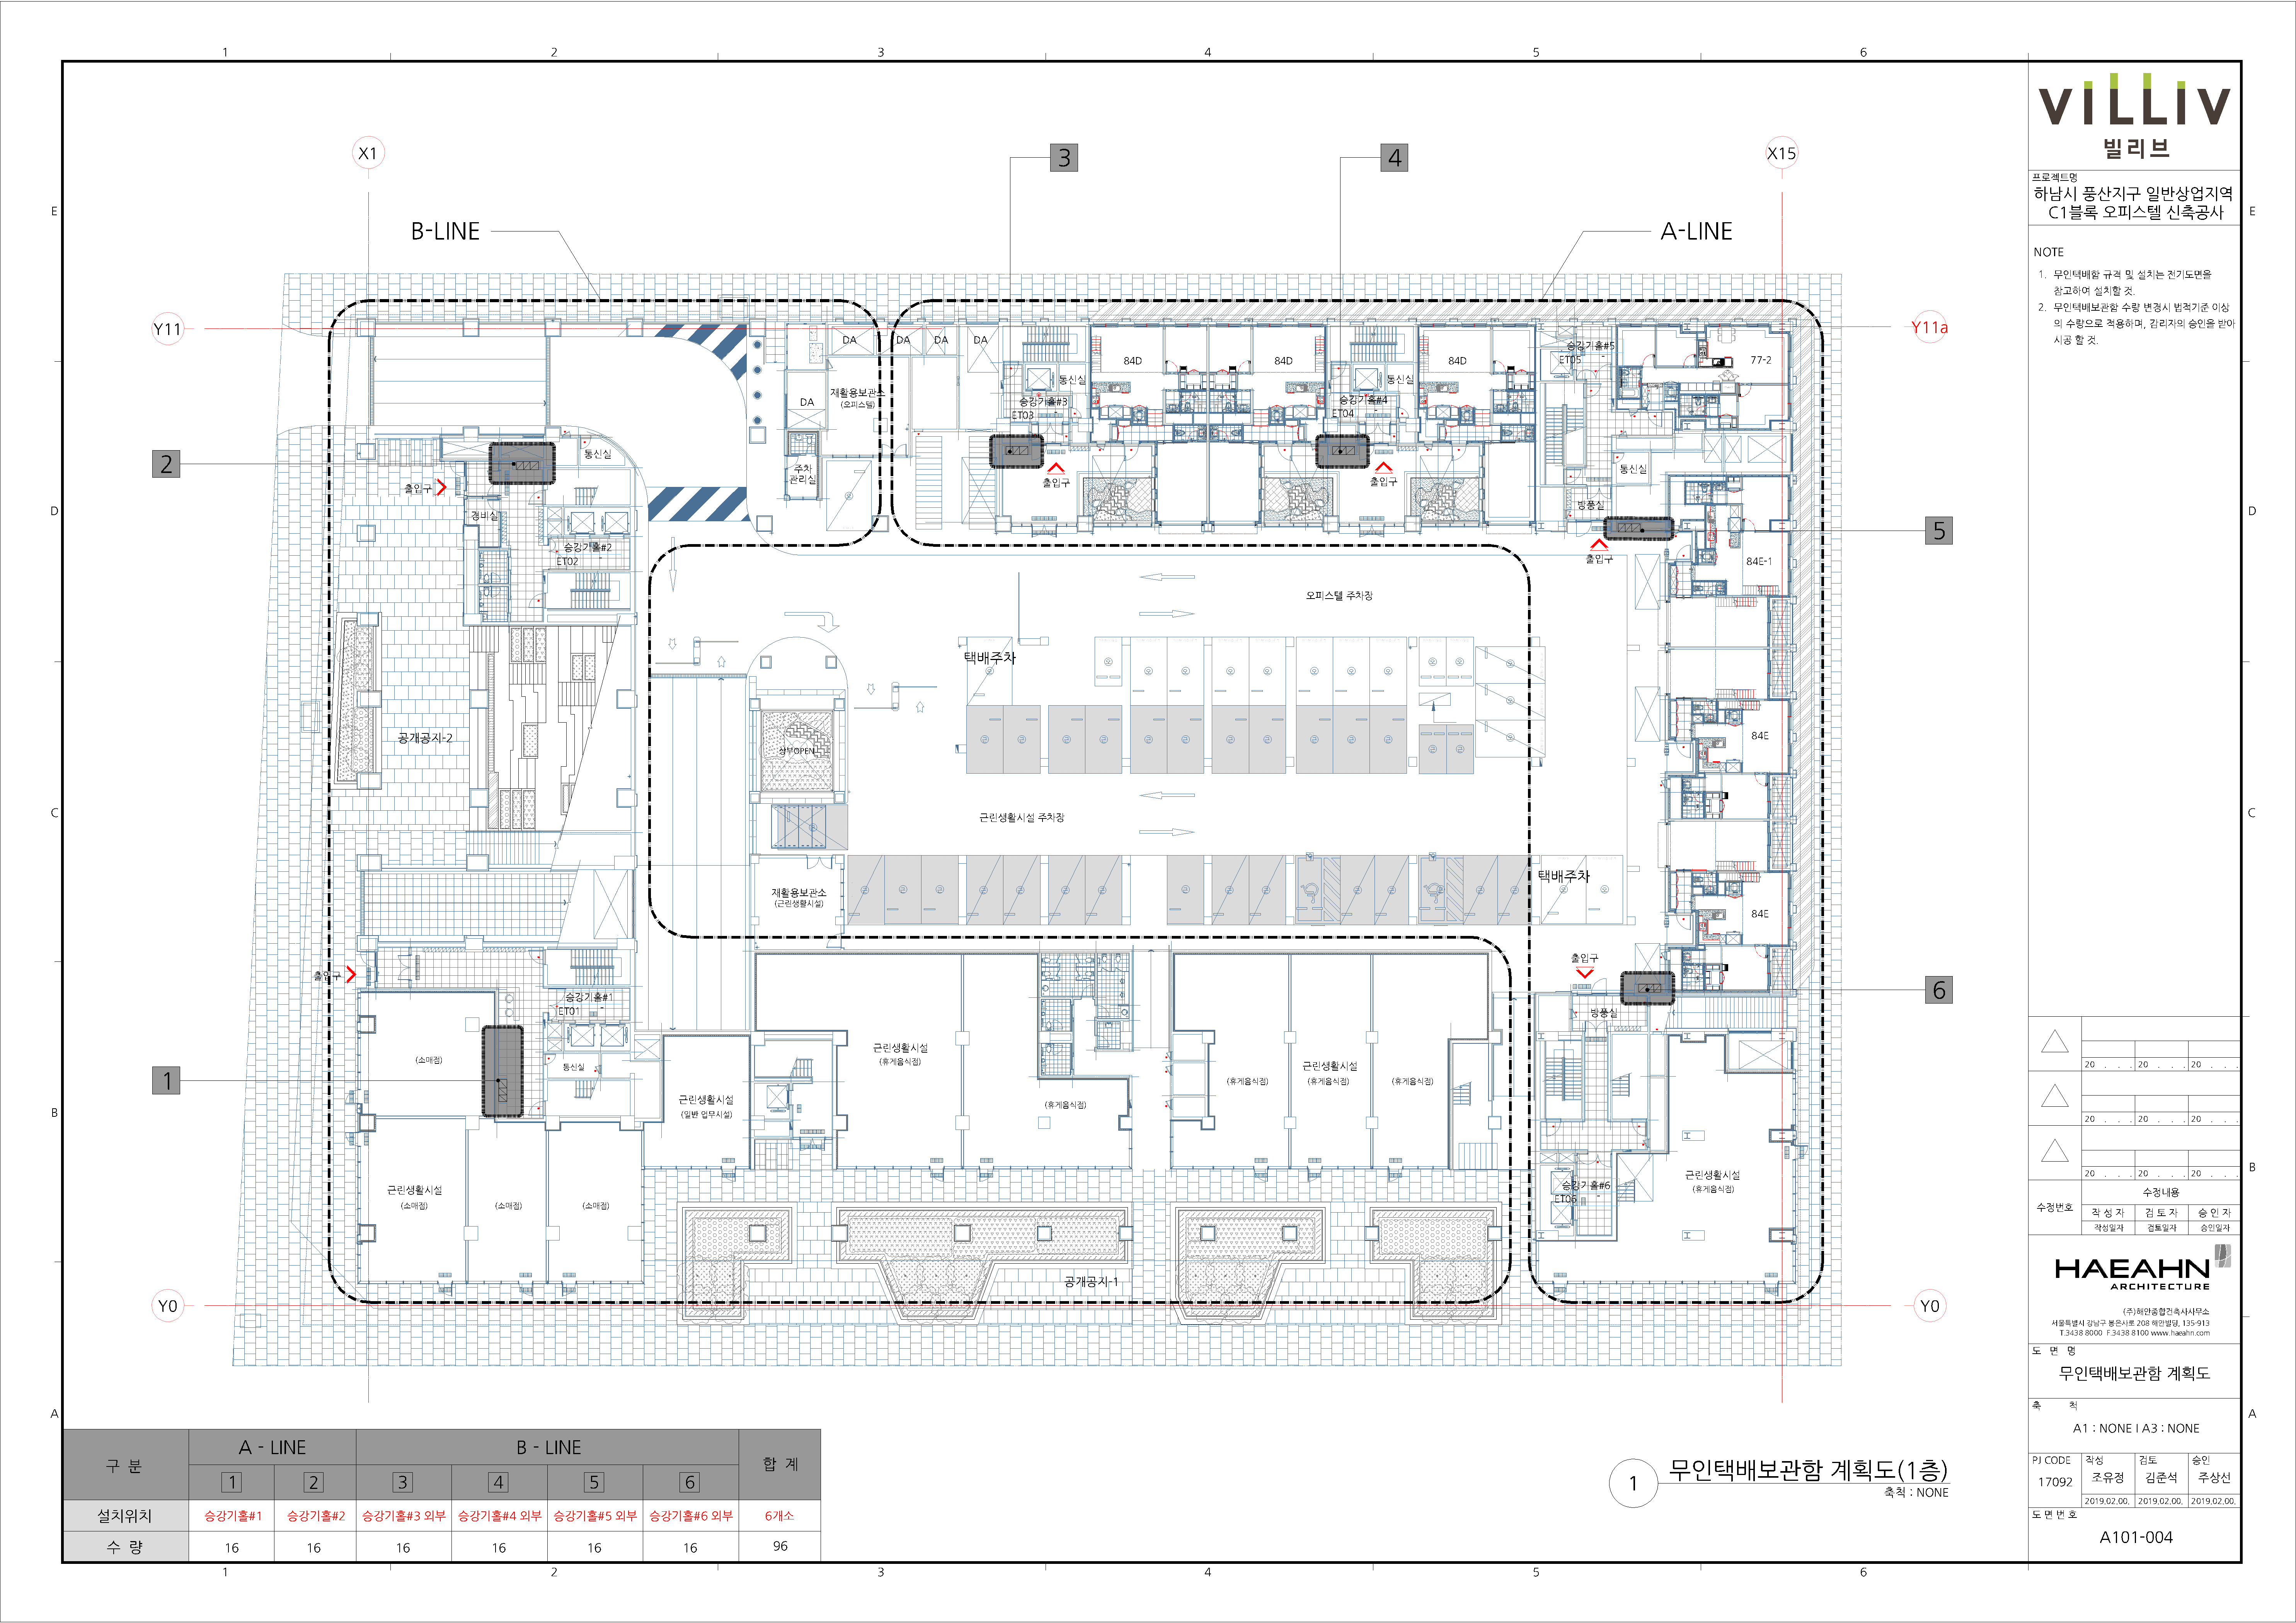 1 2 3 4 5 6
E
D
C
B
A
X1
X15
3
4
B-LINE
A-LINE
Y11
Y11a
DA
DA
DA
DA
84D
84D
84D
승강기홀#5
ET05
77-2
통신실
통신실
승강기홀#3
ET03
승강기홀#4
ET04
DA
재활용보관소
(오피스텔)
2
통신실
주차
관리실
통신실
출입구
출입구
출입구
경비실
방풍실
5
승강기홀#2
ET02
출입구
84E-1
오피스텔 주차장
택배주차
공개공지-2
상부OPEN
84E
근린생활시설 주차장
택배주차
재활용보관소
(근린생활시설)
84E
출입구
출입구
6
승강기홀#1
ET01
방풍실
(소매점)
통신실
1
근린생활시설
(휴게음식점)
근린생활시설
(휴게음식점)
(휴게음식점)
(휴게음식점)
근린생활시설
(일반 업무시설)
(휴게음식점)
근린생활시설
(소매점)
(소매점)
(소매점)
승강기홀#6
ET06
근린생활시설
(휴게음식점)
공개공지-1
Y0
Y0
구 분
A - LINE
B - LINE
합 계
1 2 3 4 5 6
설치위치 승강기홀#1 승강기홀#2 승강기홀#3 외부 승강기홀#4 외부 승강기홀#5 외부 승강기홀#6 외부 6개소
수 량 16 16 16 16 16 16 96
1
무인택배보관함 계획도(1층)
축척 : NONE
1 2 3 4 5 6
E
D
C
B
A
VILLIV
빌리브
프로젝트명
하남시 풍산지구 일반상업지역
C1블록 오피스텔 신축공사
NOTE
1. 무인택배함 규격 및 설치는 전기도면을
참고하여 설치할 것.
2. 무인택배보관함 수량 변경시 법적기준 이상
의 수량으로 적용하며, 감리자의 승인을 받아
시공 할 것.
20 . . . 20 . . . 20 . . .
20 . . . 20 . . . 20 . . .
20 . . . 20 . . . 20 . . .
수정번호
수정내용
작 성 자 검 토 자 승 인 자
작성일자 검토일자 승인일자
HAEAHN
ARCHITECTURE
(주)해안종합건축사사무소
서울특별시 강남구 봉은사로 208 해안빌딩, 135-913
T.3438 8000 F.3438 8100 www.haeahn.com
도 면 명
무인택배보관함 계획도
축 척
A1 : NONE I A3 : NONE
PJ CODE 작성 검토 승인
17092 조유정 김준석 주상선
2019.02.00. 2019.02.00. 2019.02.00.
도 면 번 호
A101-004